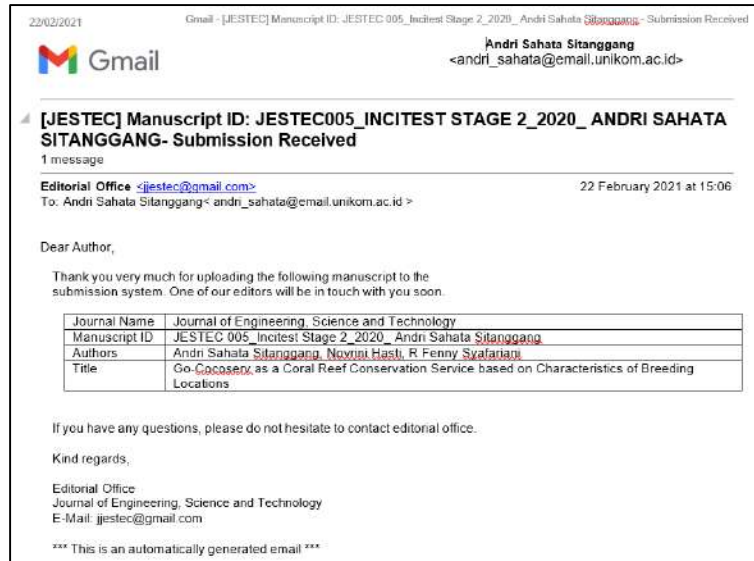 22/02/2021 Gmail - [JESTEC] Manuscript ID: JESTEC 005_Incitest Stage 2_2020_ Andri Sahata Sitanggang - Submission Received
Gmail
Andri Sahata Sitanggang
<andri_sahata@email.unikom.ac.id>
[JESTEC] Manuscript ID: JESTEC005_INCITEST STAGE 2_2020_ ANDRI SAHATA
SITANGGANG- Submission Received
1 message
Editorial Office <jjestec@gmail.com> 22 February 2021 at 15:06
To: Andri Sahata Sitanggang< andri_sahata@email.unikom.ac.id >
Dear Author,
Thank you very much for uploading the following manuscript to the
submission system. One of our editors will be in touch with you soon.
Journal Name Journal of Engineering, Science and Technology
Manuscript ID JESTEC 005_Incitest Stage 2_2020_ Andri Sahata Sitanggang
Authors Andri Sahata Sitanggang, Novrini Hasti, R Fenny Syafariani
Title Go-Cocoserv as a Coral Reef Conservation Service based on Characteristics of Breeding
Locations
If you have any questions, please do not hesitate to contact editorial office.
Kind regards,
Editorial Office
Journal of Engineering, Science and Technology
E-Mail: jjestec@gmail.com
*** This is an automatically generated email ***